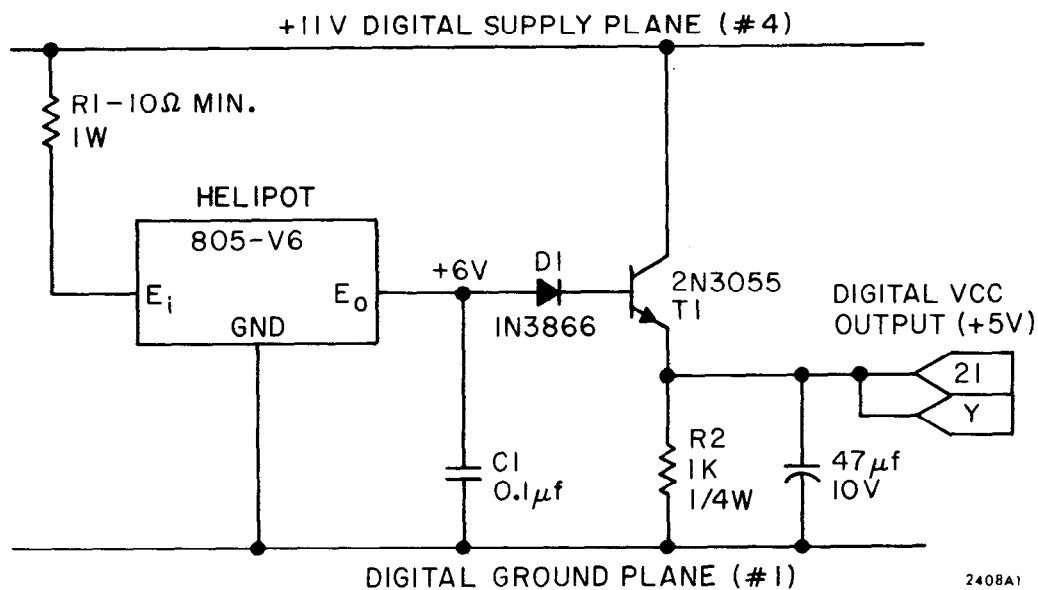 +11V DIGITAL SUPPLY PLANE (#4)
R1-10Ω MIN.
1W
HELIPOT
805-V6
Ei
Eo
GND
+6V
D1
1N3866
2N3055
T1
DIGITAL VCC
OUTPUT (+5V)
21
Y
C1
0.1μf
R2
1K
1/4W
47μf
10V
DIGITAL GROUND PLANE (#1)
2408A1